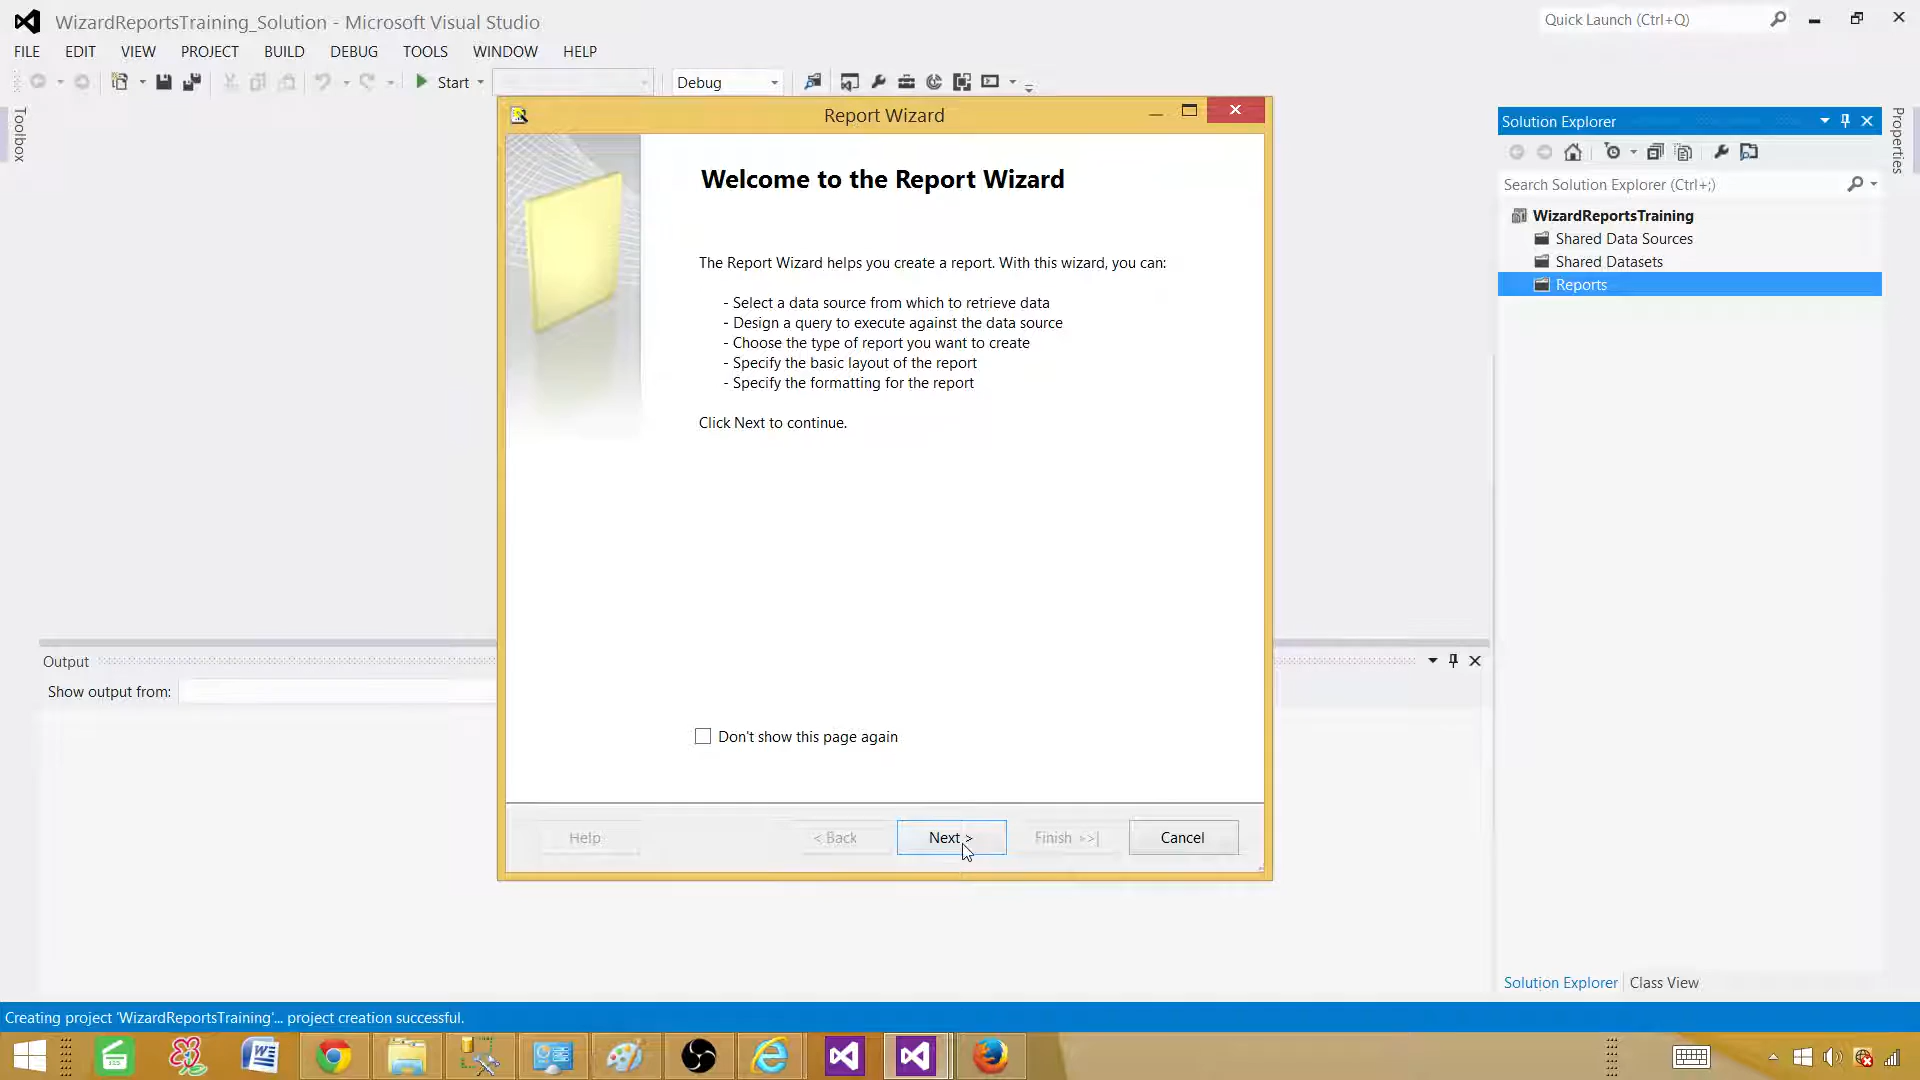 WizardReportsTraining_Solution - Microsoft Visual Studio
Quick Launch (Ctrl+Q)
FILE EDIT VIEW PROJECT BUILD DEBUG TOOLS WINDOW HELP
Start Debug
Toolbox
Report Wizard
Welcome to the Report Wizard
The Report Wizard helps you create a report. With this wizard, you can:
- Select a data source from which to retrieve data
- Design a query to execute against the data source
- Choose the type of report you want to create
- Specify the basic layout of the report
- Specify the formatting for the report
Click Next to continue.
Don't show this page again
Help < Back Next > Finish >>| Cancel
Solution Explorer
Search Solution Explorer (Ctrl+;)
WizardReportsTraining
Shared Data Sources
Shared Datasets
Reports
Properties
Output
Show output from:
Solution Explorer Class View
Creating project 'WizardReportsTraining'... project creation successful.